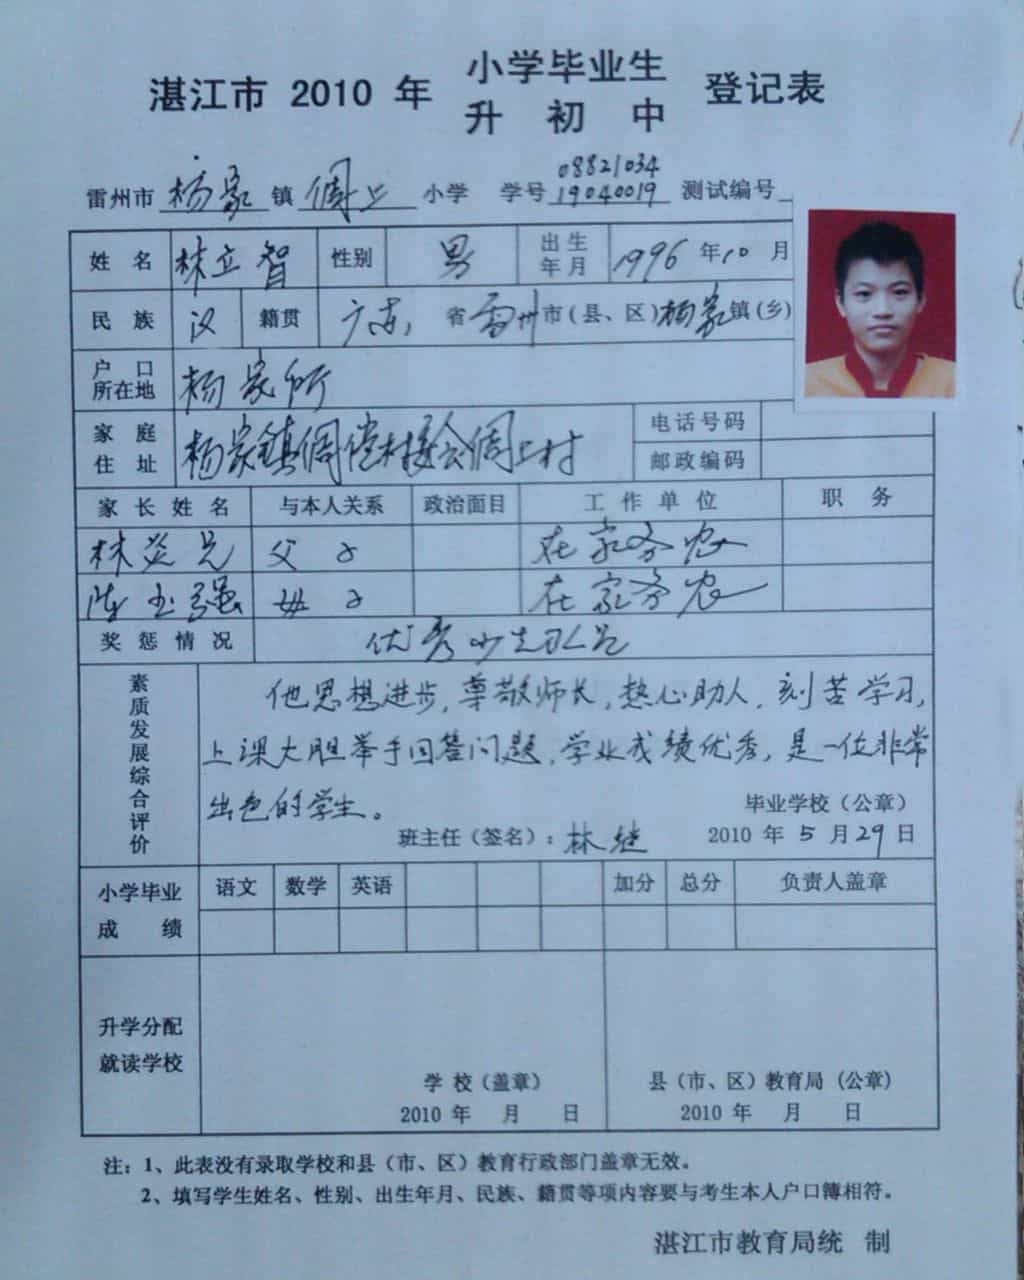 湛江市 2010 年 小学毕业生 登记表
升 初 中
08821034
雷州市 杨家 镇 调上 小学 学号 19040019 测试编号
姓 名 林立智 性别 男 出生年月 1996 年 10 月
民 族 汉 籍贯 广东 省 雷州 市(县、区) 杨家 镇(乡)
户 口 所在地 杨家所
家 庭 住 址 杨家镇 村 村 电话号码
邮政编码
家 长 姓 名 与本人关系 政治面目 工 作 单 位 职 务
林炎兄 父子 在家务农
陈玉强 母子 在家务农
奖 惩 情 况 优秀少先队员
素质发展综合评价
他思想进步,尊敬师长,热心助人,刻苦学习,
上课大胆举手回答问题,学业成绩优秀,是一位非常
出色的学生。
毕业学校(公章)
班主任(签名): 林继 2010 年 5 月 29 日
小学毕业 成 绩 语文 数学 英语 加分 总分 负责人盖章
升学分配
就读学校
学 校(盖章) 县(市、区)教育局(公章)
2010 年 月 日 2010 年 月 日
注: 1、此表没有录取学校和县(市、区)教育行政部门盖章无效。
2、填写学生姓名、性别、出生年月、民族、籍贯等项内容要与考生本人户口簿相符。
湛江市教育局统 制